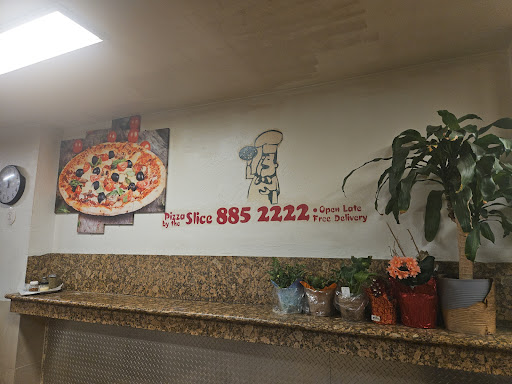 Pizza
by the
Slice 885 2222 • Open Late
Free Delivery